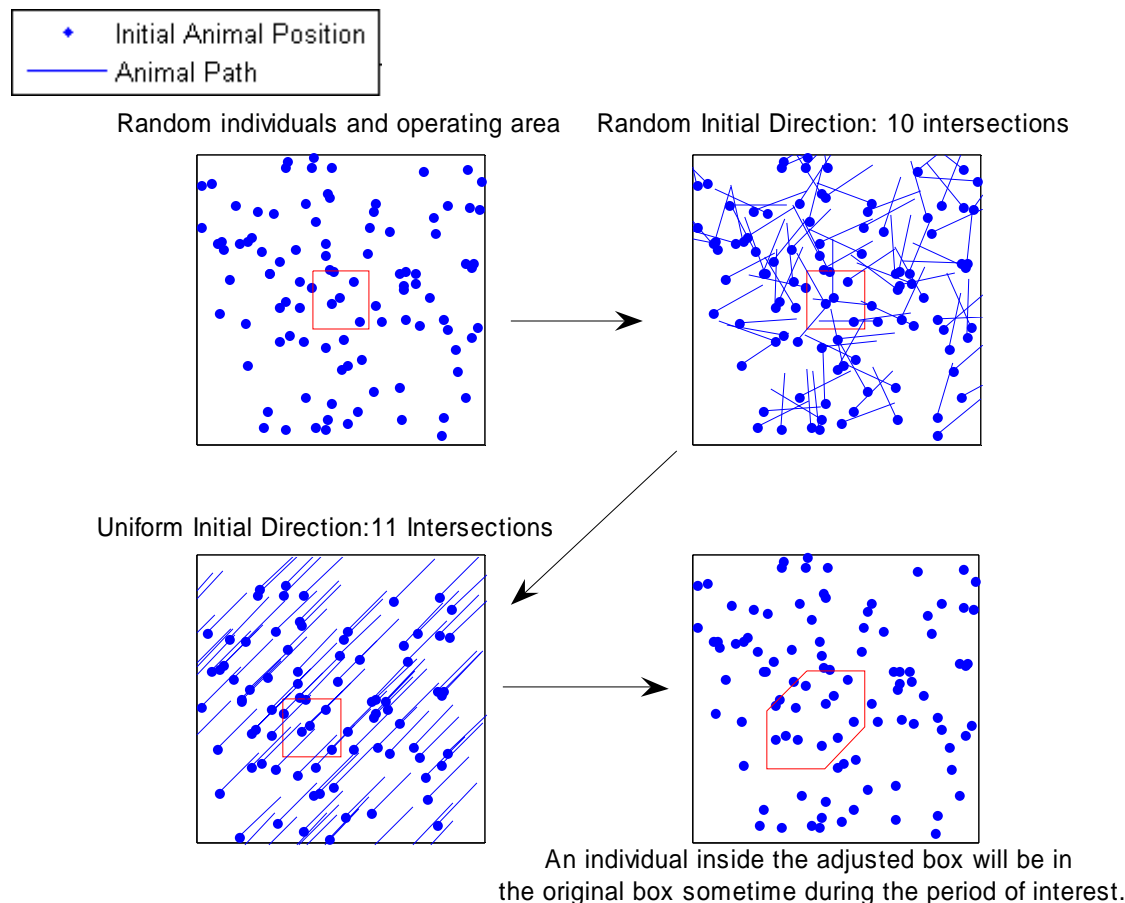 Initial Animal Position
Animal Path
Random individuals and operating area
Random Initial Direction: 10 intersections
Uniform Initial Direction:11 Intersections
An individual inside the adjusted box will be in
the original box sometime during the period of interest.